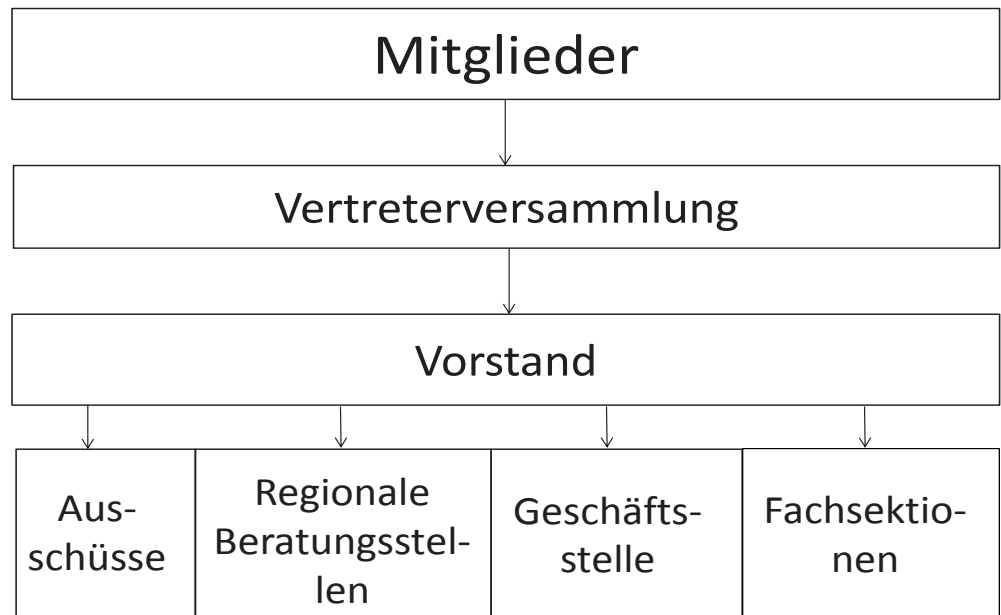 Mitglieder
Vertreterversammlung
Vorstand
Aus-
schüsse
Regionale
Beratungsstel-
len
Geschäfts-
stelle
Fachsektio-
nen